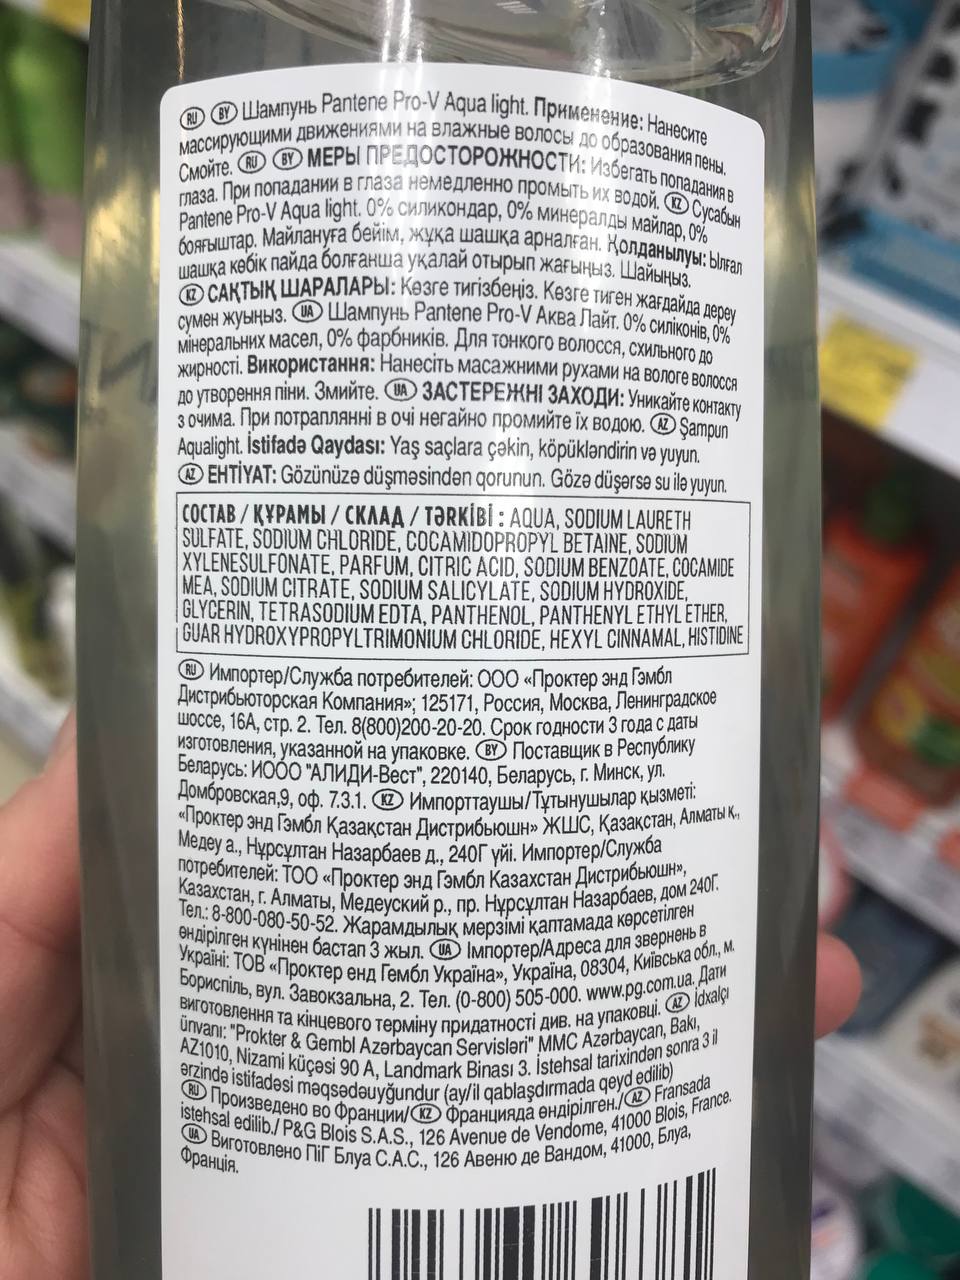 RU BY Шампунь Pantene Pro-V Aqua light. Применение: Нанесите
массирующими движениями на влажные волосы до образования пены.
Смойте. RU BY МЕРЫ ПРЕДОСТОРОЖНОСТИ: Избегать попадания в
глаза. При попадании в глаза немедленно промыть их водой. KZ Сусабын
Pantene Pro-V Aqua light. 0% силикондар, 0% минералды майлар, 0%
бояғыштар. Майлануға бейім, жұқа шашқа арналған. Қолданылуы: Ылғал
шашқа көбік пайда болғанша уқалай отырып жағыңыз. Шайыңыз.
KZ САҚТЫҚ ШАРАЛАРЫ: Көзге тигізбеңіз. Көзге тиген жағдайда дереу
сумен жуыңыз. UA Шампунь Pantene Pro-V Аква Лайт. 0% силіконів, 0%
мінеральних масел, 0% фарбників. Для тонкого волосся, схильного до
жирності. Використання: Нанесіть масажними рухами на вологе волосся
до утворення піни. Змийте. UA ЗАСТЕРЕЖНІ ЗАХОДИ: Уникайте контакту
з очима. При потраплянні в очі негайно промийте їх водою. AZ Şampun
Aqualight. İstifadə Qaydası: Yaş saçlara çəkin, köpükləndirin və yuyun.
AZ EHTİYAT: Gözünüzə düşməsindən qorunun. Gözə düşərsə su ilə yuyun.
СОСТАВ / ҚҰРАМЫ / СКЛАД / TƏRKİBİ : AQUA, SODIUM LAURETH
SULFATE, SODIUM CHLORIDE, COCAMIDOPROPYL BETAINE, SODIUM
XYLENESULFONATE, PARFUM, CITRIC ACID, SODIUM BENZOATE, COCAMIDE
MEA, SODIUM CITRATE, SODIUM SALICYLATE, SODIUM HYDROXIDE,
GLYCERIN, TETRASODIUM EDTA, PANTHENOL, PANTHENYL ETHYL ETHER,
GUAR HYDROXYPROPYLTRIMONIUM CHLORIDE, HEXYL CINNAMAL, HISTIDINE
RU Импортер/Служба потребителей: ООО «Проктер энд Гэмбл
Дистрибьюторская Компания»; 125171, Россия, Москва, Ленинградское
шоссе, 16А, стр. 2. Тел. 8(800)200-20-20. Срок годности 3 года с даты
изготовления, указанной на упаковке. BY Поставщик в Республику
Беларусь: ИООО "АЛИДИ-Вест", 220140, Беларусь, г. Минск, ул.
Домбровская,9, оф. 7.3.1. KZ Импорттаушы/Тұтынушылар қызметі:
«Проктер энд Гэмбл Қазақстан Дистрибьюшн» ЖШС, Қазақстан, Алматы қ.,
Медеу а., Нұрсұлтан Назарбаев д., 240Г үйі. Импортер/Служба
потребителей: ТОО «Проктер энд Гэмбл Казахстан Дистрибьюшн»,
Казахстан, г. Алматы, Медеуский р., пр. Нұрсұлтан Назарбаев, дом 240Г.
Тел.: 8-800-080-50-52. Жарамдылық мерзімі қаптамада көрсетілген
өндірілген күнінен бастап 3 жыл. UA Імпортер/Адреса для звернень в
Україні: ТОВ «Проктер енд Гембл Україна», Україна, 08304, Київська обл., м.
Бориспіль, вул. Завокзальна, 2. Тел. (0-800) 505-000. www.pg.com.ua. Дати
виготовлення та кінцевого терміну придатності див. на упаковці. AZ İdxalçı
ünvanı: "Prokter & Gembl Azərbaycan Servisləri" MMC Azərbaycan, Bakı,
AZ1010, Nizami küçəsi 90 A, Landmark Binası 3. İstehsal tarixindən sonra 3 il
ərzində istifadəsi məqsədəuyğundur (ay/il qablaşdırmada qeyd edilib)
RU Произведено во Франции/KZ Францияда өндірілген./AZ Fransada
istehsal edilib./ P&G Blois S.A.S., 126 Avenue de Vendome, 41000 Blois, France.
UA Виготовлено ПіГ Блуа С.А.С., 126 Авеню де Вандом, 41000, Блуа,
Франція.